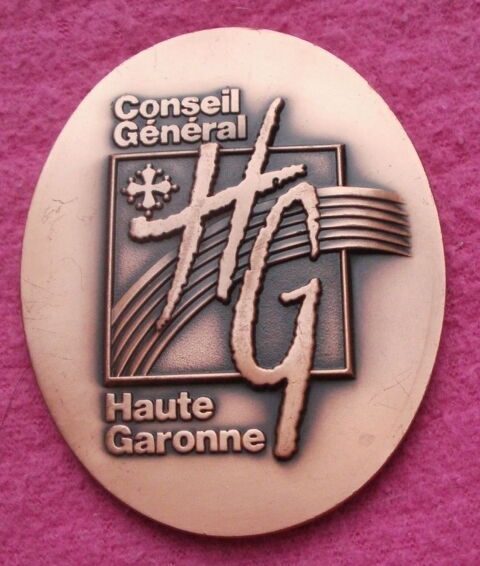 Conseil
Général
HG
Haute
Garonne